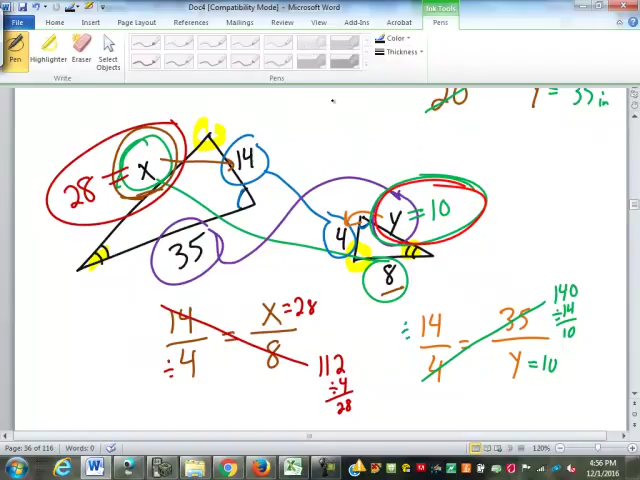 Doc4 [Compatibility Mode] - Microsoft Word
Ink Tools
File Home Insert Page Layout References Mailings Review View Add-Ins Acrobat Pens
Pen Highlighter Eraser Select Objects
Color
Thickness
Write
Pens
20 Y = 35 in
28 = X
14
35
4
Y = 10
8
14 / ÷4 = X / 8
X = 28
112
÷4
28
÷ 14 / 4 = 35 / Y
Y = 10
140
÷14
10
Page: 36 of 116 Words: 0
120%
4:56 PM
12/1/2016